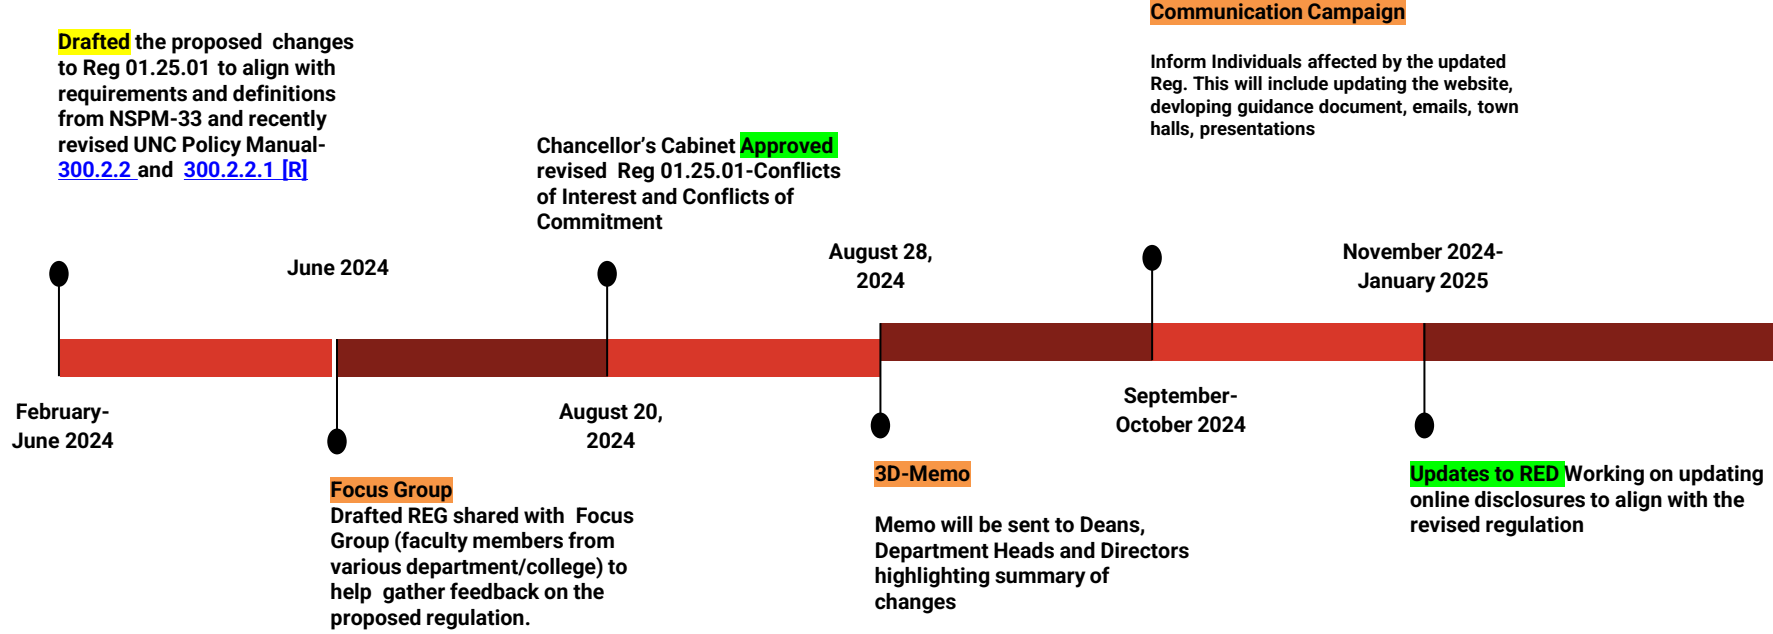 Drafted the proposed changes
to Reg 01.25.01 to align with
requirements and definitions
from NSPM-33 and recently
revised UNC Policy Manual-
300.2.2 and 300.2.2.1 [R]
February-
June 2024
June 2024
Focus Group
Drafted REG shared with Focus
Group (faculty members from
various department/college) to
help gather feedback on the
proposed regulation.
Chancellor’s Cabinet Approved
revised Reg 01.25.01-Conflicts
of Interest and Conflicts of
Commitment
August 20,
2024
August 28,
2024
3D-Memo
Memo will be sent to Deans,
Department Heads and Directors
highlighting summary of
changes
Communication Campaign
Inform Individuals affected by the updated
Reg. This will include updating the website,
devloping guidance document, emails, town
halls, presentations
September-
October 2024
November 2024-
January 2025
Updates to RED Working on updating
online disclosures to align with the
revised regulation